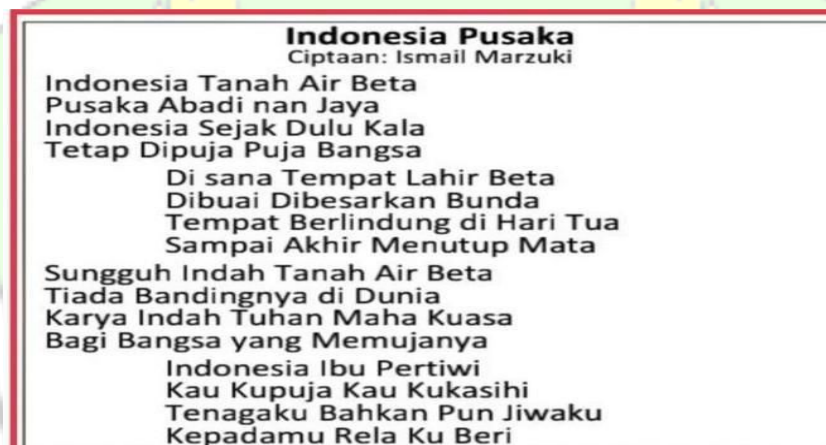 Indonesia Pusaka
Ciptaan: Ismail Marzuki
Indonesia Tanah Air Beta
Pusaka Abadi nan Jaya
Indonesia Sejak Dulu Kala
Tetap Dipuja Puja Bangsa
Di sana Tempat Lahir Beta
Dibuai Dibesarkan Bunda
Tempat Berlindung di Hari Tua
Sampai Akhir Menutup Mata
Sungguh Indah Tanah Air Beta
Tiada Bandingnya di Dunia
Karya Indah Tuhan Maha Kuasa
Bagi Bangsa yang Memujanya
Indonesia Ibu Pertiwi
Kau Kupuja Kau Kukasihi
Tenagaku Bahkan Pun Jiwaku
Kepadamu Rela Ku Beri